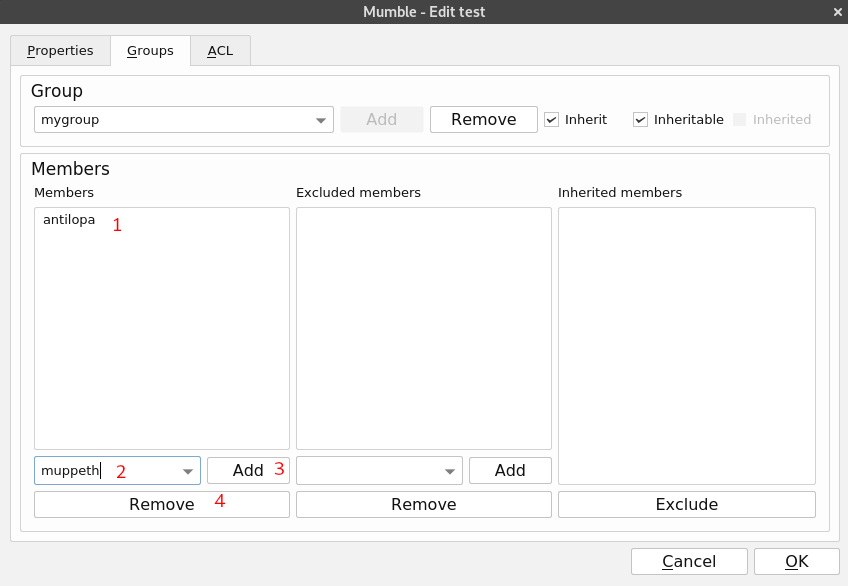 Mumble - Edit test ×
Properties Groups ACL
Group
mygroup Add Remove Inherit Inheritable Inherited
Members
Members Excluded members Inherited members
antilopa 1
muppeth 2 Add 3 Add
Remove 4 Remove Exclude
Cancel OK